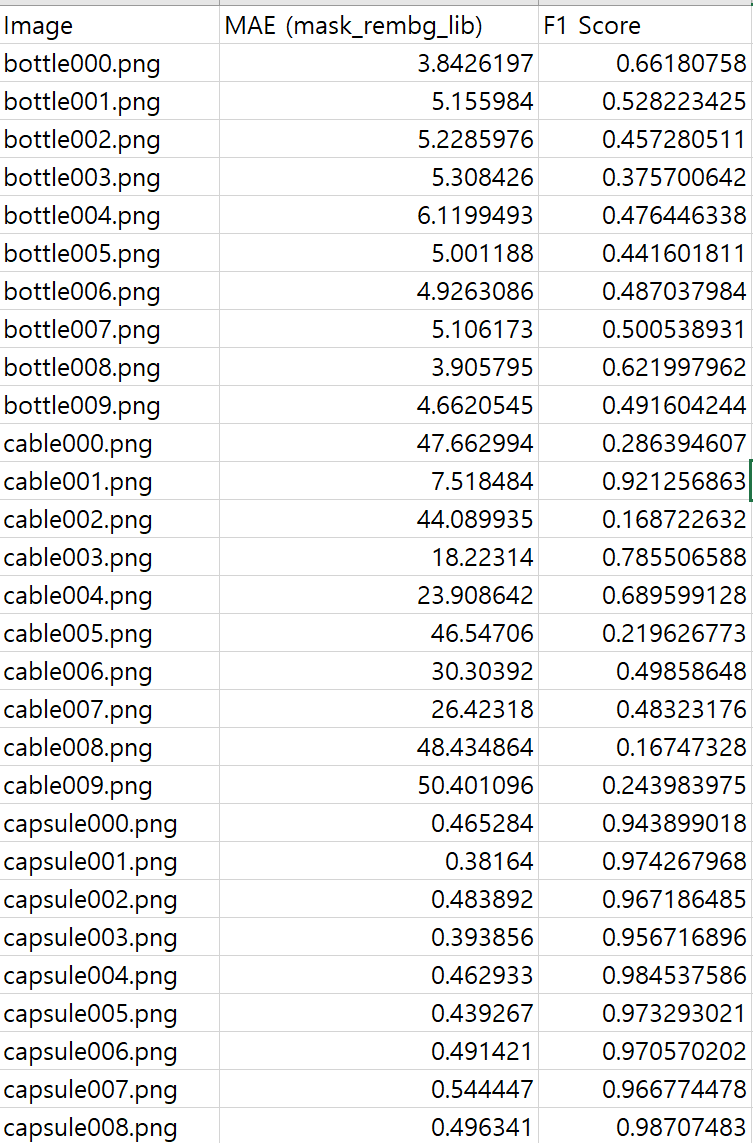 Image MAE (mask_rembg_lib) F1 Score
bottle000.png 3.8426197 0.66180758
bottle001.png 5.155984 0.528223425
bottle002.png 5.2285976 0.457280511
bottle003.png 5.308426 0.375700642
bottle004.png 6.1199493 0.476446338
bottle005.png 5.001188 0.441601811
bottle006.png 4.9263086 0.487037984
bottle007.png 5.106173 0.500538931
bottle008.png 3.905795 0.621997962
bottle009.png 4.6620545 0.491604244
cable000.png 47.662994 0.286394607
cable001.png 7.518484 0.921256863
cable002.png 44.089935 0.168722632
cable003.png 18.22314 0.785506588
cable004.png 23.908642 0.689599128
cable005.png 46.54706 0.219626773
cable006.png 30.30392 0.49858648
cable007.png 26.42318 0.48323176
cable008.png 48.434864 0.16747328
cable009.png 50.401096 0.243983975
capsule000.png 0.465284 0.943899018
capsule001.png 0.38164 0.974267968
capsule002.png 0.483892 0.967186485
capsule003.png 0.393856 0.956716896
capsule004.png 0.462933 0.984537586
capsule005.png 0.439267 0.973293021
capsule006.png 0.491421 0.970570202
capsule007.png 0.544447 0.966774478
capsule008.png 0.496341 0.98707483